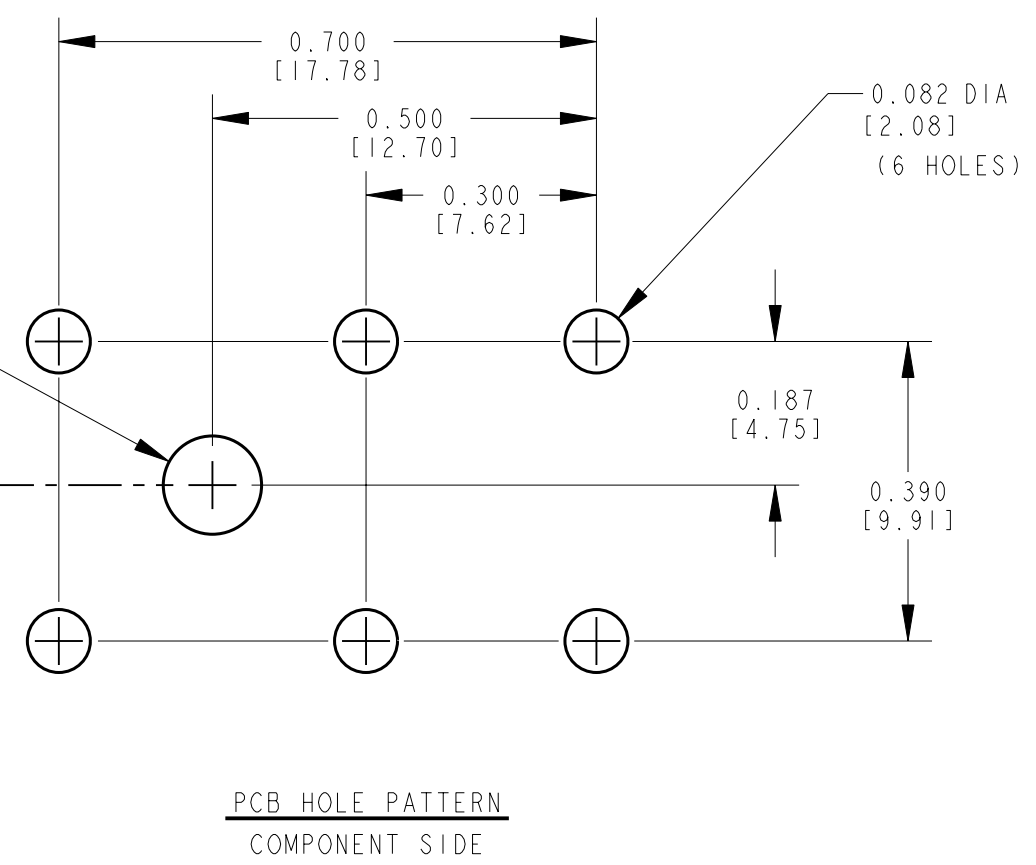 0.700
[17.78]
0.500
[12.70]
0.300
[7.62]
0.082 DIA
[2.08]
(6 HOLES)
0.187
[4.75]
0.390
[9.91]
PCB HOLE PATTERN
COMPONENT SIDE